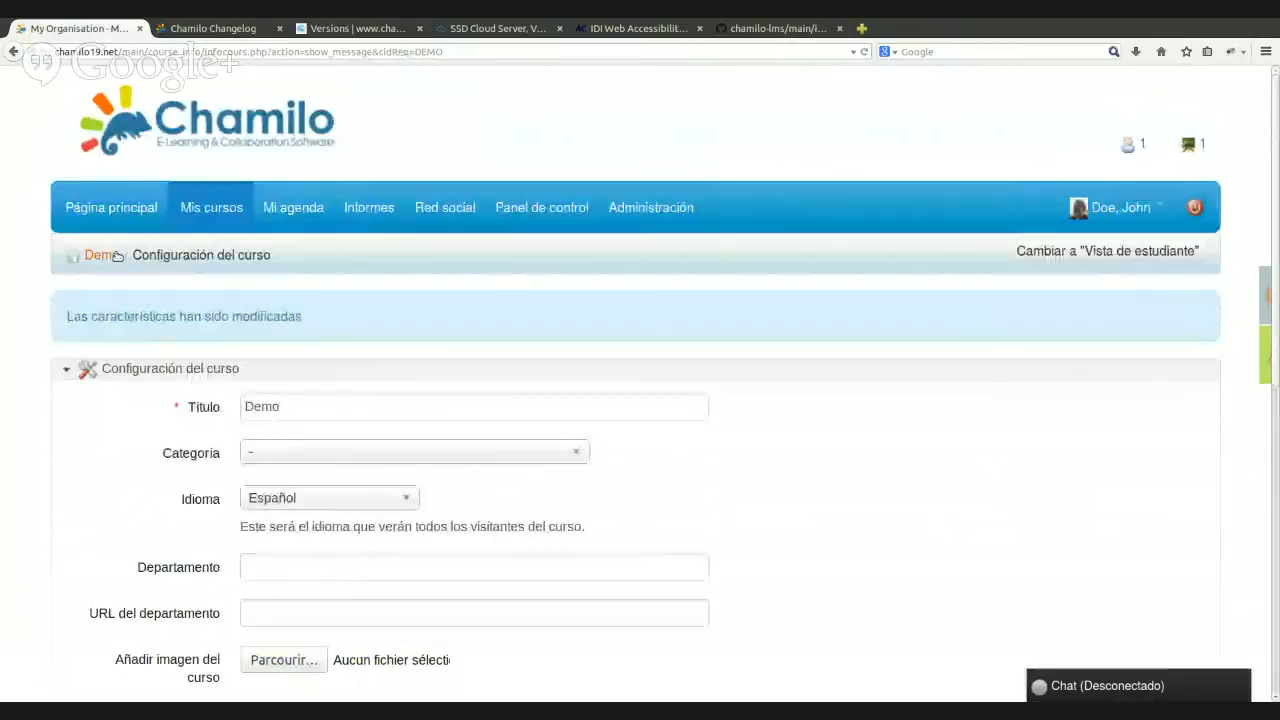 My Organisation - M...
Chamilo Changelog
Versions | www.cha...
SSD Cloud Server, V...
IDI Web Accessibilit...
chamilo-lms/main/i...
chamilo19.net/main/course_info/infocours.php?action=show_message&cidReq=DEMO
Google
Google+
Chamilo
E-Learning & Collaboration Software
1
1
Página principal
Mis cursos
Mi agenda
Informes
Red social
Panel de control
Administración
Doe, John
Demo
Configuración del curso
Cambiar a "Vista de estudiante"
Las características han sido modificadas
Configuración del curso
* Título
Demo
Categoría
-
Idioma
Español
Este será el idioma que verán todos los visitantes del curso.
Departamento
URL del departamento
Añadir imagen del
curso
Parcourir...
Aucun fichier sélecti
Chat (Desconectado)